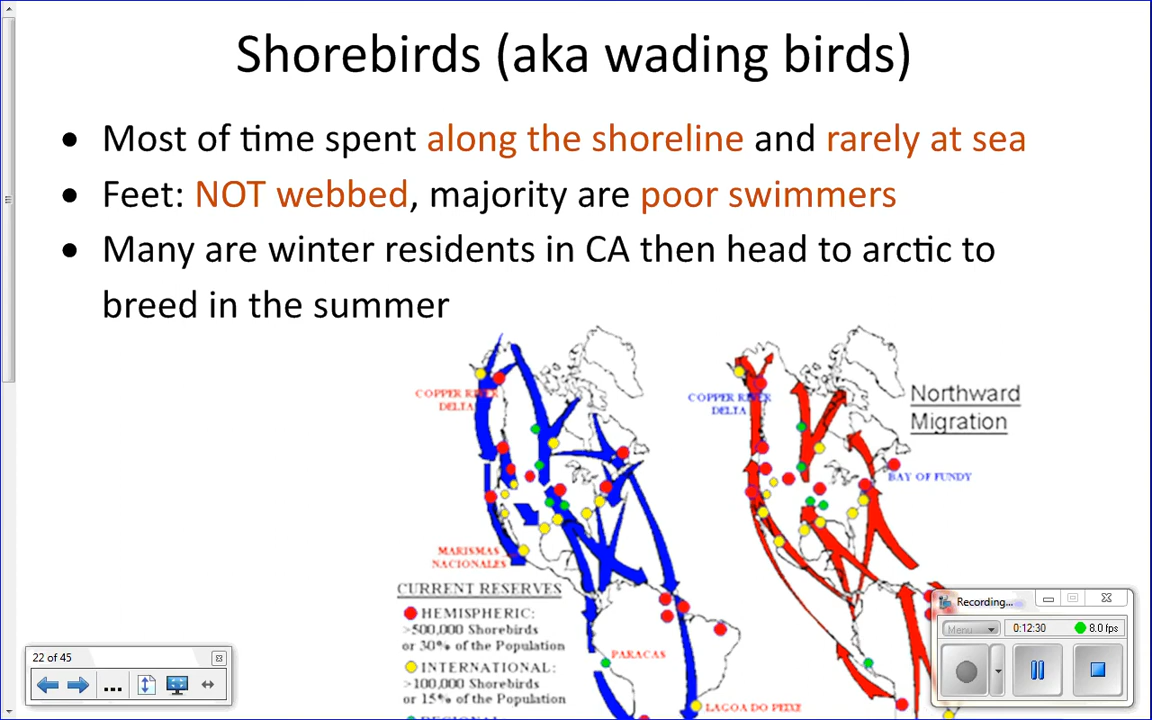 Shorebirds (aka wading birds)
• Most of time spent along the shoreline and rarely at sea
• Feet: NOT webbed, majority are poor swimmers
• Many are winter residents in CA then head to arctic to
breed in the summer
COPPER RIVER
DELTA
COPPER RIVER
DELTA
Northward
Migration
BAY OF FUNDY
MARISMAS
NACIONALES
CURRENT RESERVES
HEMISPHERIC:
>500,000 Shorebirds
or 30% of the Population
INTERNATIONAL:
>100,000 Shorebirds
or 15% of the Population
PARACAS
LAGOA DO PEIXE
22 of 45
...
Recording...
Menu
0:12:30
8.0 fps